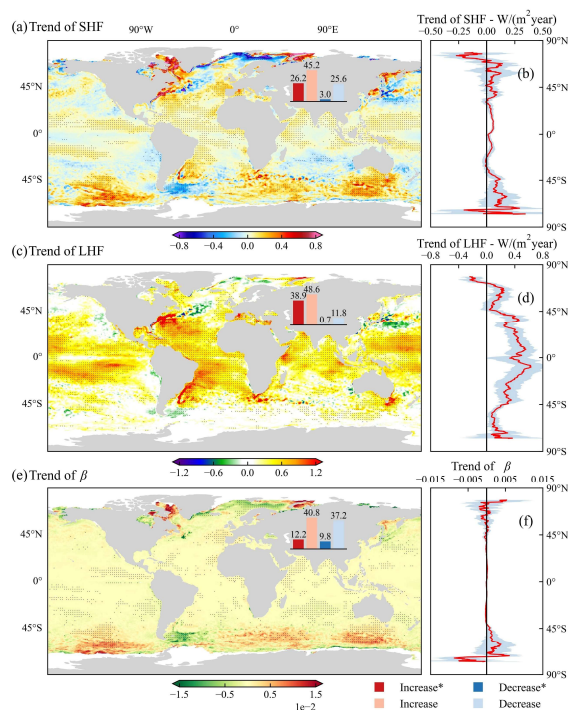 (a) Trend of SHF
90°W 0° 90°E
Trend of SHF - W/(m² year)
−0.50 −0.25 0.00 0.25 0.50
45°N
0°
45°S
26.2 45.2 3.0 25.6
(b)
90°N
45°N
0°
45°S
90°S
−0.8 −0.4 0.0 0.4 0.8
(c) Trend of LHF
Trend of LHF - W/(m² year)
−0.4 0.0 0.4 0.8
45°N
0°
45°S
38.9 48.6 0.7 11.8
(d)
90°N
45°N
0°
45°S
90°S
−1.2 −0.6 0.0 0.6 1.2
(e) Trend of β
Trend of β
−0.015 −0.005 0.005 0.015
45°N
0°
45°S
12.2 40.8 9.8 37.2
(f)
90°N
45°N
0°
45°S
90°S
−1.5 −0.5 0.5 1.5
1e−2
Increase* Decrease*
Increase Decrease